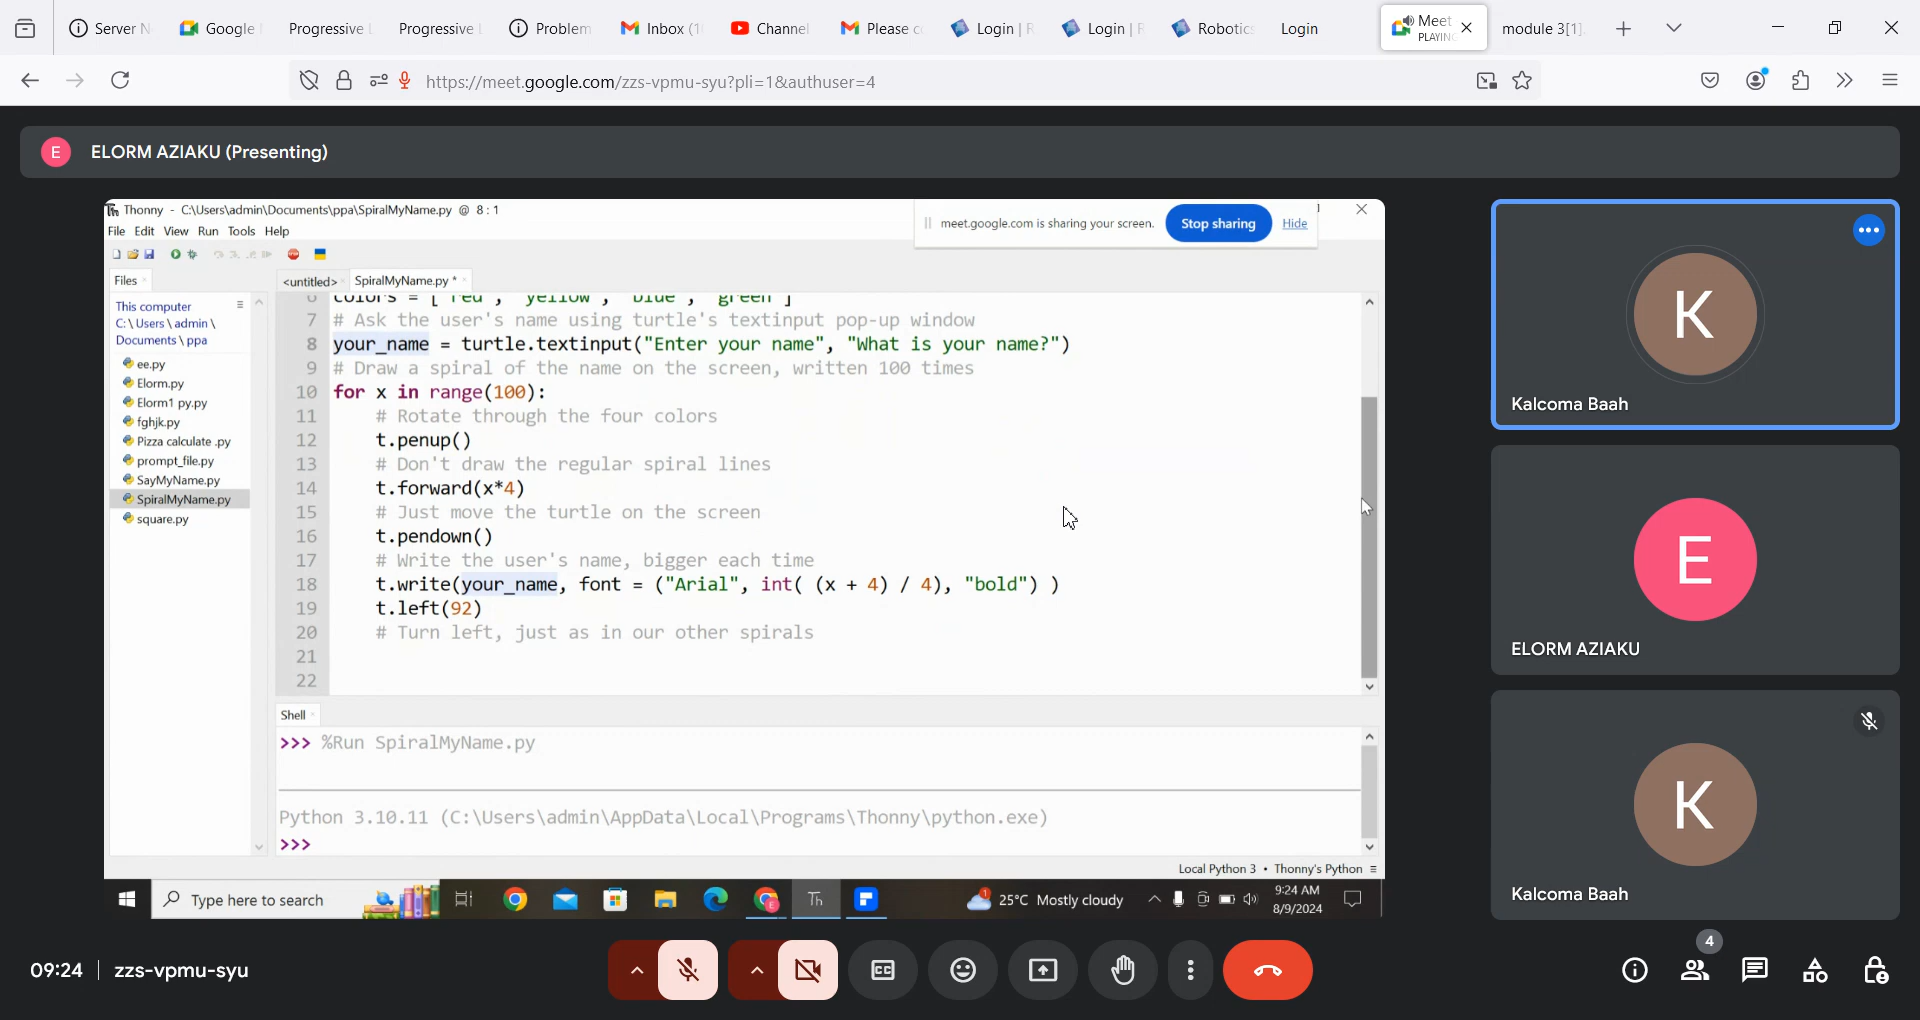 Server N
Google
Progressive
Progressive
Problem
Inbox (1
Channel
Please c
Login | R
Login | R
Robotics
Login
Meet
PLAYING
module 3[1].
https://meet.google.com/zzs-vpmu-syu?pli=1&authuser=4
E
ELORM AZIAKU (Presenting)
Th Thonny - C:\Users\admin\Documents\ppa\SpiralMyName.py @ 8 : 1
meet.google.com is sharing your screen.
Stop sharing
Hide
File Edit View Run Tools Help
Files
<untitled>
SpiralMyName.py *
This computer
C: \ Users \ admin \
Documents \ ppa
ee.py
Elorm.py
Elorm1 py.py
fghjk.py
Pizza calculate .py
prompt_file.py
SayMyName.py
SpiralMyName.py
square.py
6 colors = [ "red", "yellow", "blue", "green"]
7 # Ask the user's name using turtle's textinput pop-up window
8 your_name = turtle.textinput("Enter your name", "What is your name?")
9 # Draw a spiral of the name on the screen, written 100 times
10 for x in range(100):
11 # Rotate through the four colors
12 t.penup()
13 # Don't draw the regular spiral lines
14 t.forward(x*4)
15 # Just move the turtle on the screen
16 t.pendown()
17 # Write the user's name, bigger each time
18 t.write(your_name, font = ("Arial", int( (x + 4) / 4), "bold") )
19 t.left(92)
20 # Turn left, just as in our other spirals
21
22
Shell
>>> %Run SpiralMyName.py
Python 3.10.11 (C:\Users\admin\AppData\Local\Programs\Thonny\python.exe)
>>>
Local Python 3 • Thonny's Python
Type here to search
Th
1
25°C Mostly cloudy
9:24 AM
8/9/2024
K
Kalcoma Baah
E
ELORM AZIAKU
K
Kalcoma Baah
09:24 | zzs-vpmu-syu
4